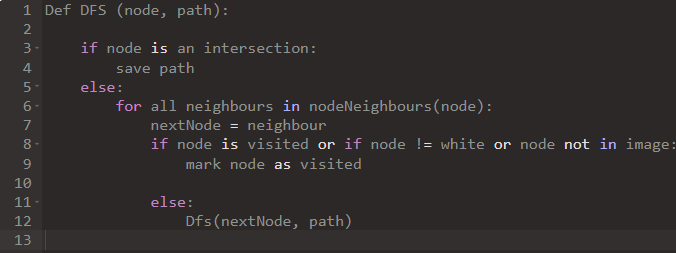 1 Def DFS (node, path):
2
3 if node is an intersection:
4 save path
5 else:
6 for all neighbours in nodeNeighbours(node):
7 nextNode = neighbour
8 if node is visited or if node != white or node not in image:
9 mark node as visited
10
11 else:
12 Dfs(nextNode, path)
13